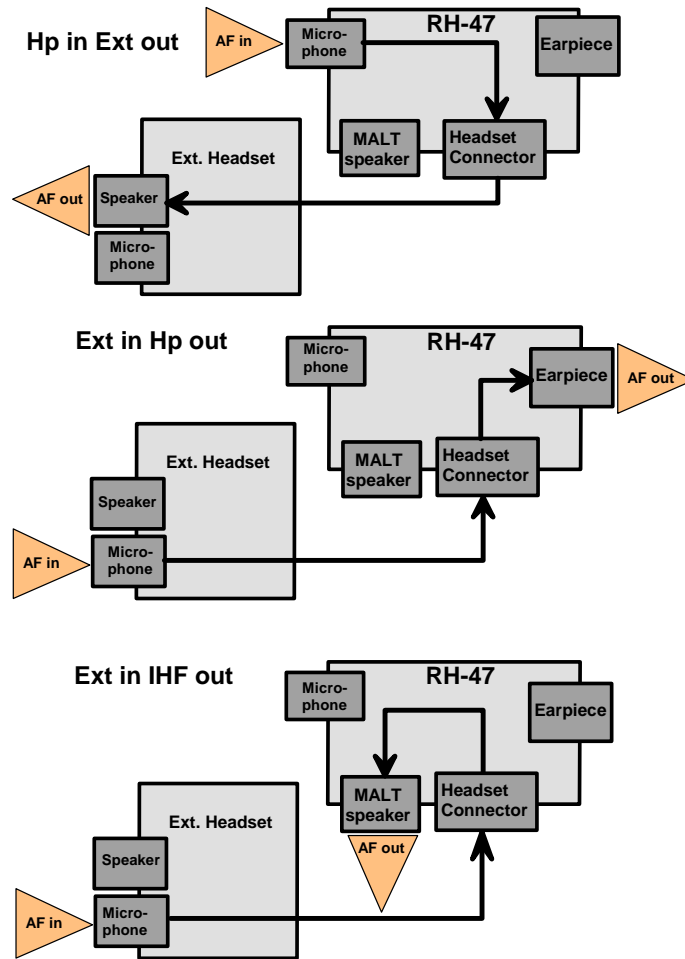 Hp in Ext out
AF in
Micro-
phone
RH-47
Earpiece
MALT
speaker
Headset
Connector
Ext. Headset
AF out
Speaker
Micro-
phone
Ext in Hp out
Micro-
phone
RH-47
Earpiece
AF out
MALT
speaker
Headset
Connector
Ext. Headset
Speaker
AF in
Micro-
phone
Ext in IHF out
Micro-
phone
RH-47
Earpiece
MALT
speaker
Headset
Connector
Ext. Headset
AF out
Speaker
AF in
Micro-
phone